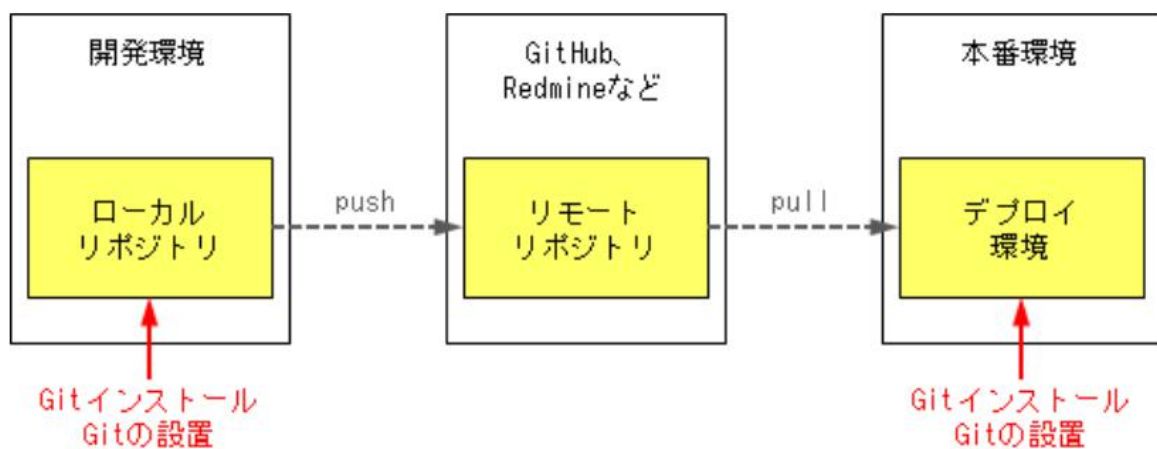 開発環境
GitHub、
Redmineなど
本番環境
ローカル
リポジトリ
push
リモート
リポジトリ
pull
デプロイ
環境
Gitインストール
Gitの設置
Gitインストール
Gitの設置